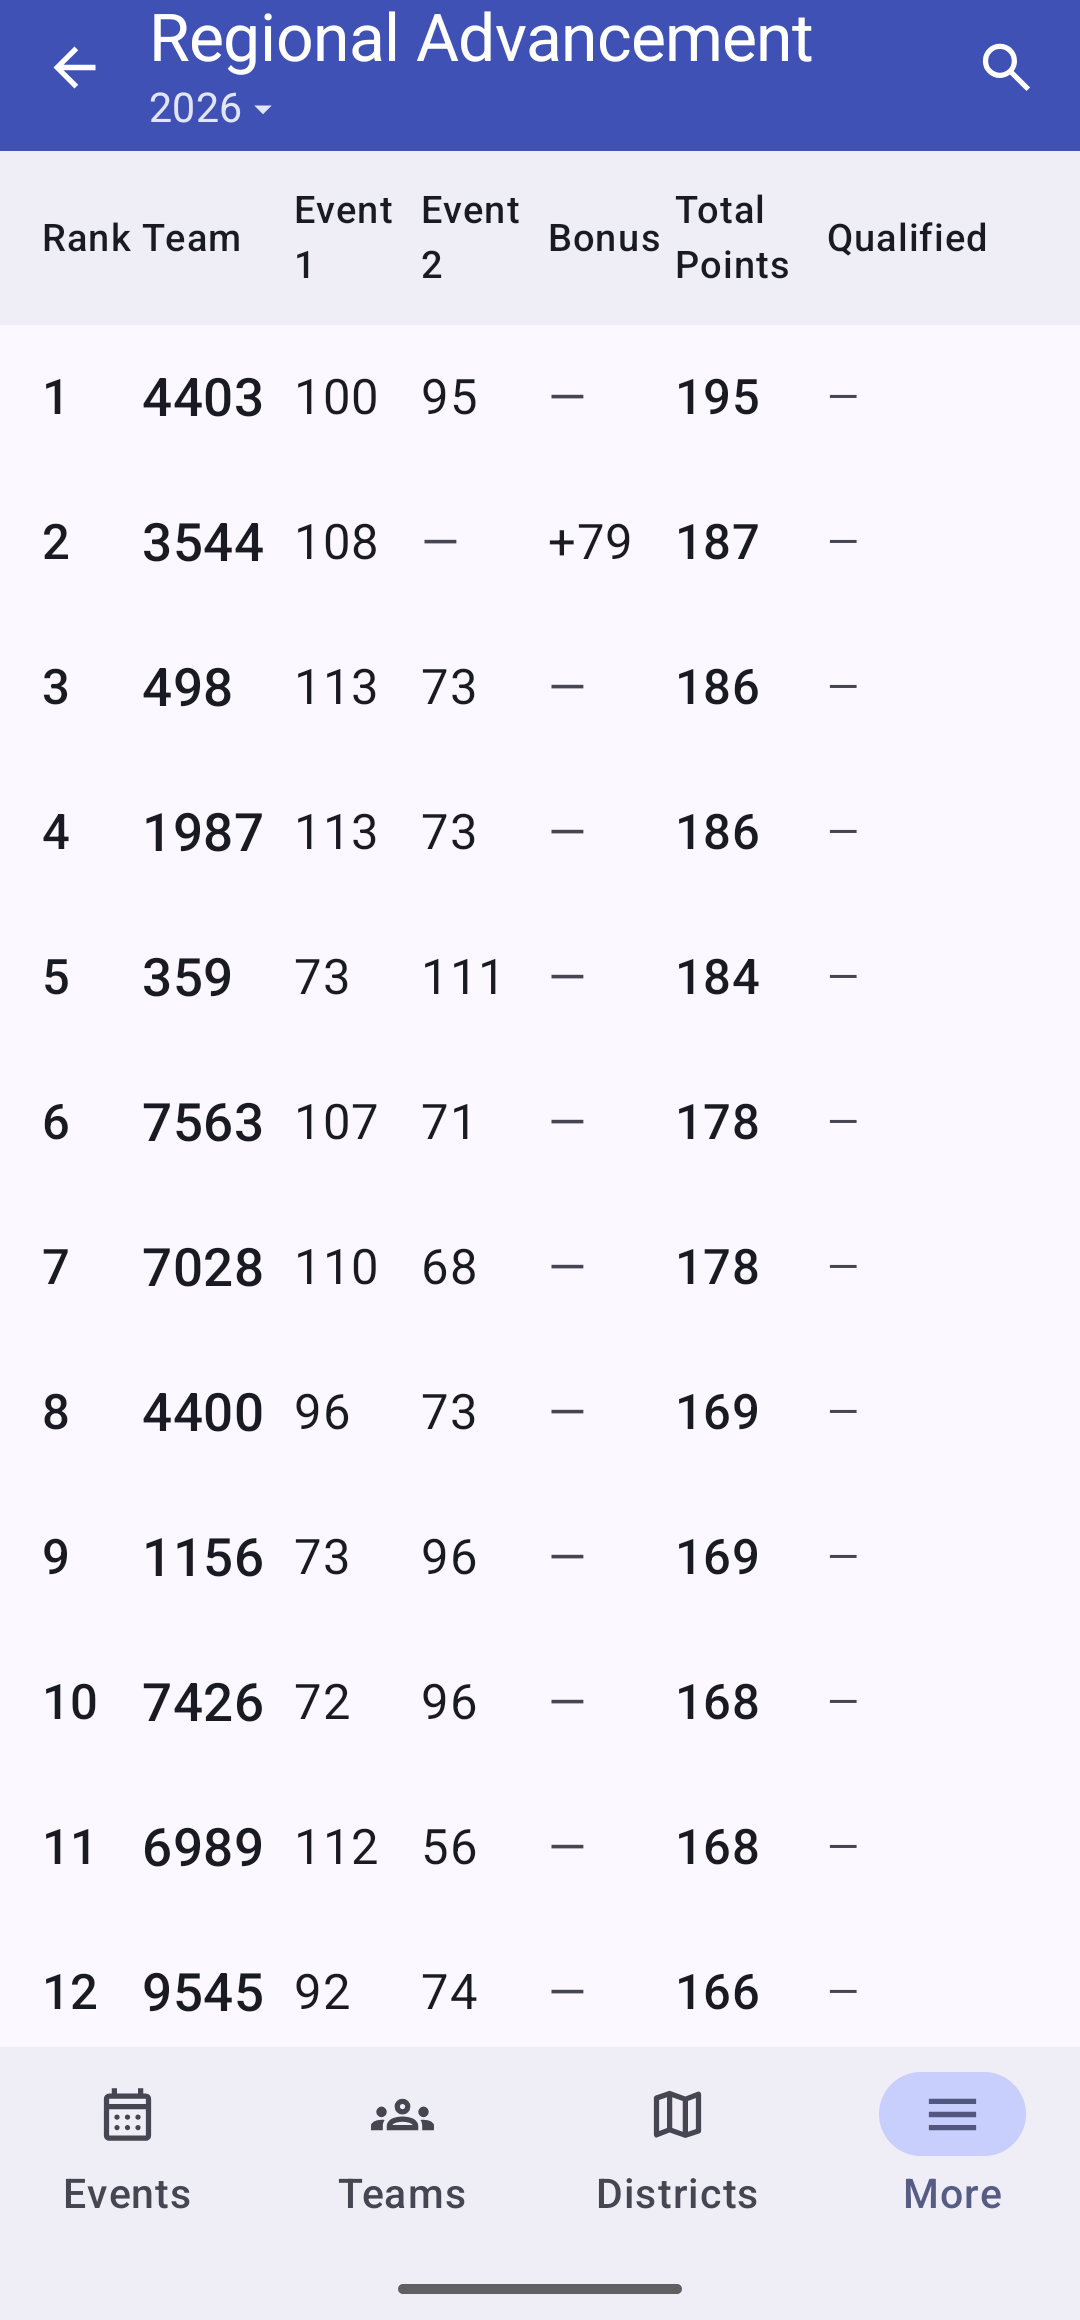 Regional Advancement
2026
Rank Team Event 1 Event 2 Bonus Total Points Qualified
1 4403 100 95 — 195 —
2 3544 108 — +79 187 —
3 498 113 73 — 186 —
4 1987 113 73 — 186 —
5 359 73 111 — 184 —
6 7563 107 71 — 178 —
7 7028 110 68 — 178 —
8 4400 96 73 — 169 —
9 1156 73 96 — 169 —
10 7426 72 96 — 168 —
11 6989 112 56 — 168 —
12 9545 92 74 — 166 —
Events Teams Districts More